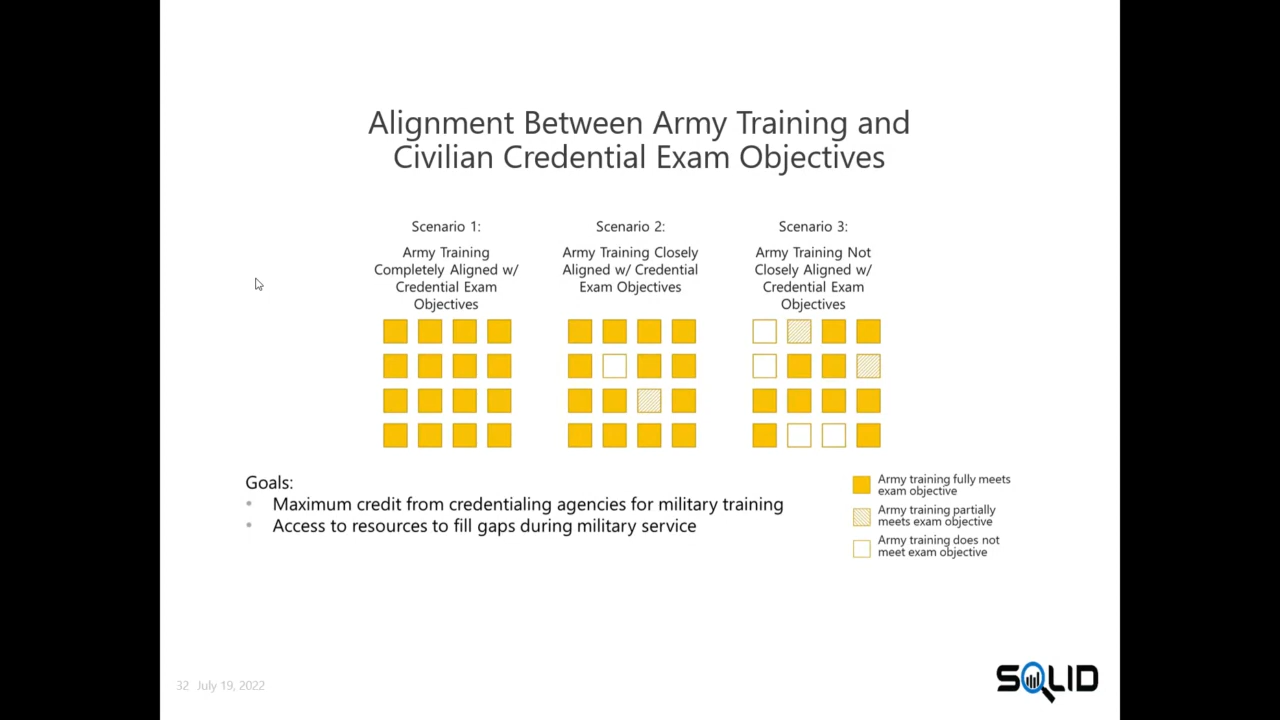 Alignment Between Army Training and
Civilian Credential Exam Objectives
Scenario 1:
Army Training
Completely Aligned w/
Credential Exam
Objectives
Scenario 2:
Army Training Closely
Aligned w/ Credential
Exam Objectives
Scenario 3:
Army Training Not
Closely Aligned w/
Credential Exam
Objectives
Goals:
• Maximum credit from credentialing agencies for military training
• Access to resources to fill gaps during military service
Army training fully meets
exam objective
Army training partially
meets exam objective
Army training does not
meet exam objective
32 July 19, 2022
SQLID